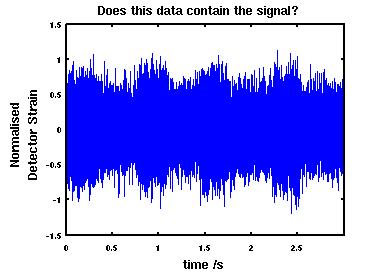 Does this data contain the signal?
1.5
1
0.5
0
-0.5
-1
-1.5
Normalised
Detector Strain
0 0.5 1 1.5 2 2.5
time /s